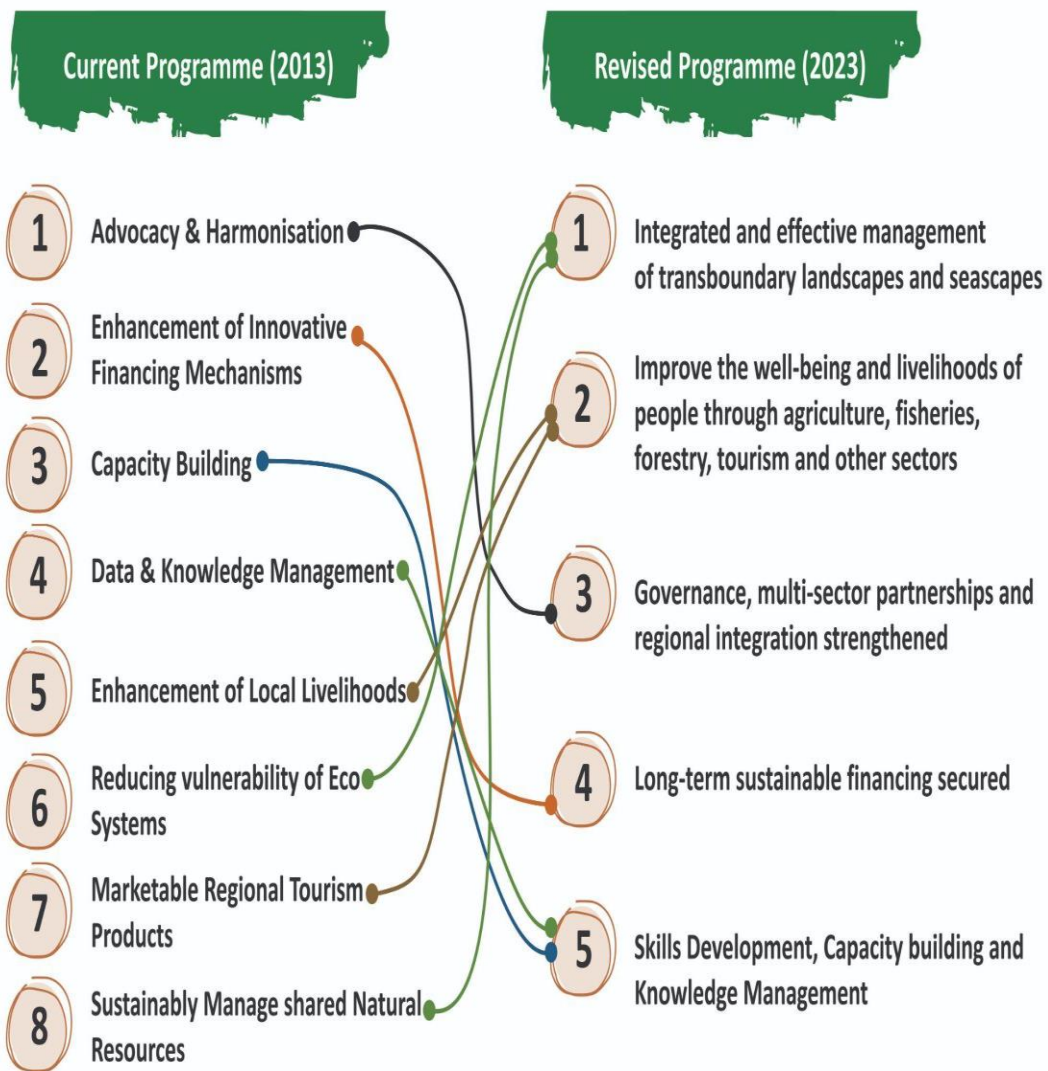 Current Programme (2013)
1
Advocacy & Harmonisation
2
Enhancement of Innovative
Financing Mechanisms
3
Capacity Building
4
Data & Knowledge Management
5
Enhancement of Local Livelihoods
6
Reducing vulnerability of Eco
Systems
7
Marketable Regional Tourism
Products
8
Sustainably Manage shared Natural
Resources
Revised Programme (2023)
1
Integrated and effective management
of transboundary landscapes and seascapes
2
Improve the well-being and livelihoods of
people through agriculture, fisheries,
forestry, tourism and other sectors
3
Governance, multi-sector partnerships and
regional integration strengthened
4
Long-term sustainable financing secured
5
Skills Development, Capacity building and
Knowledge Management